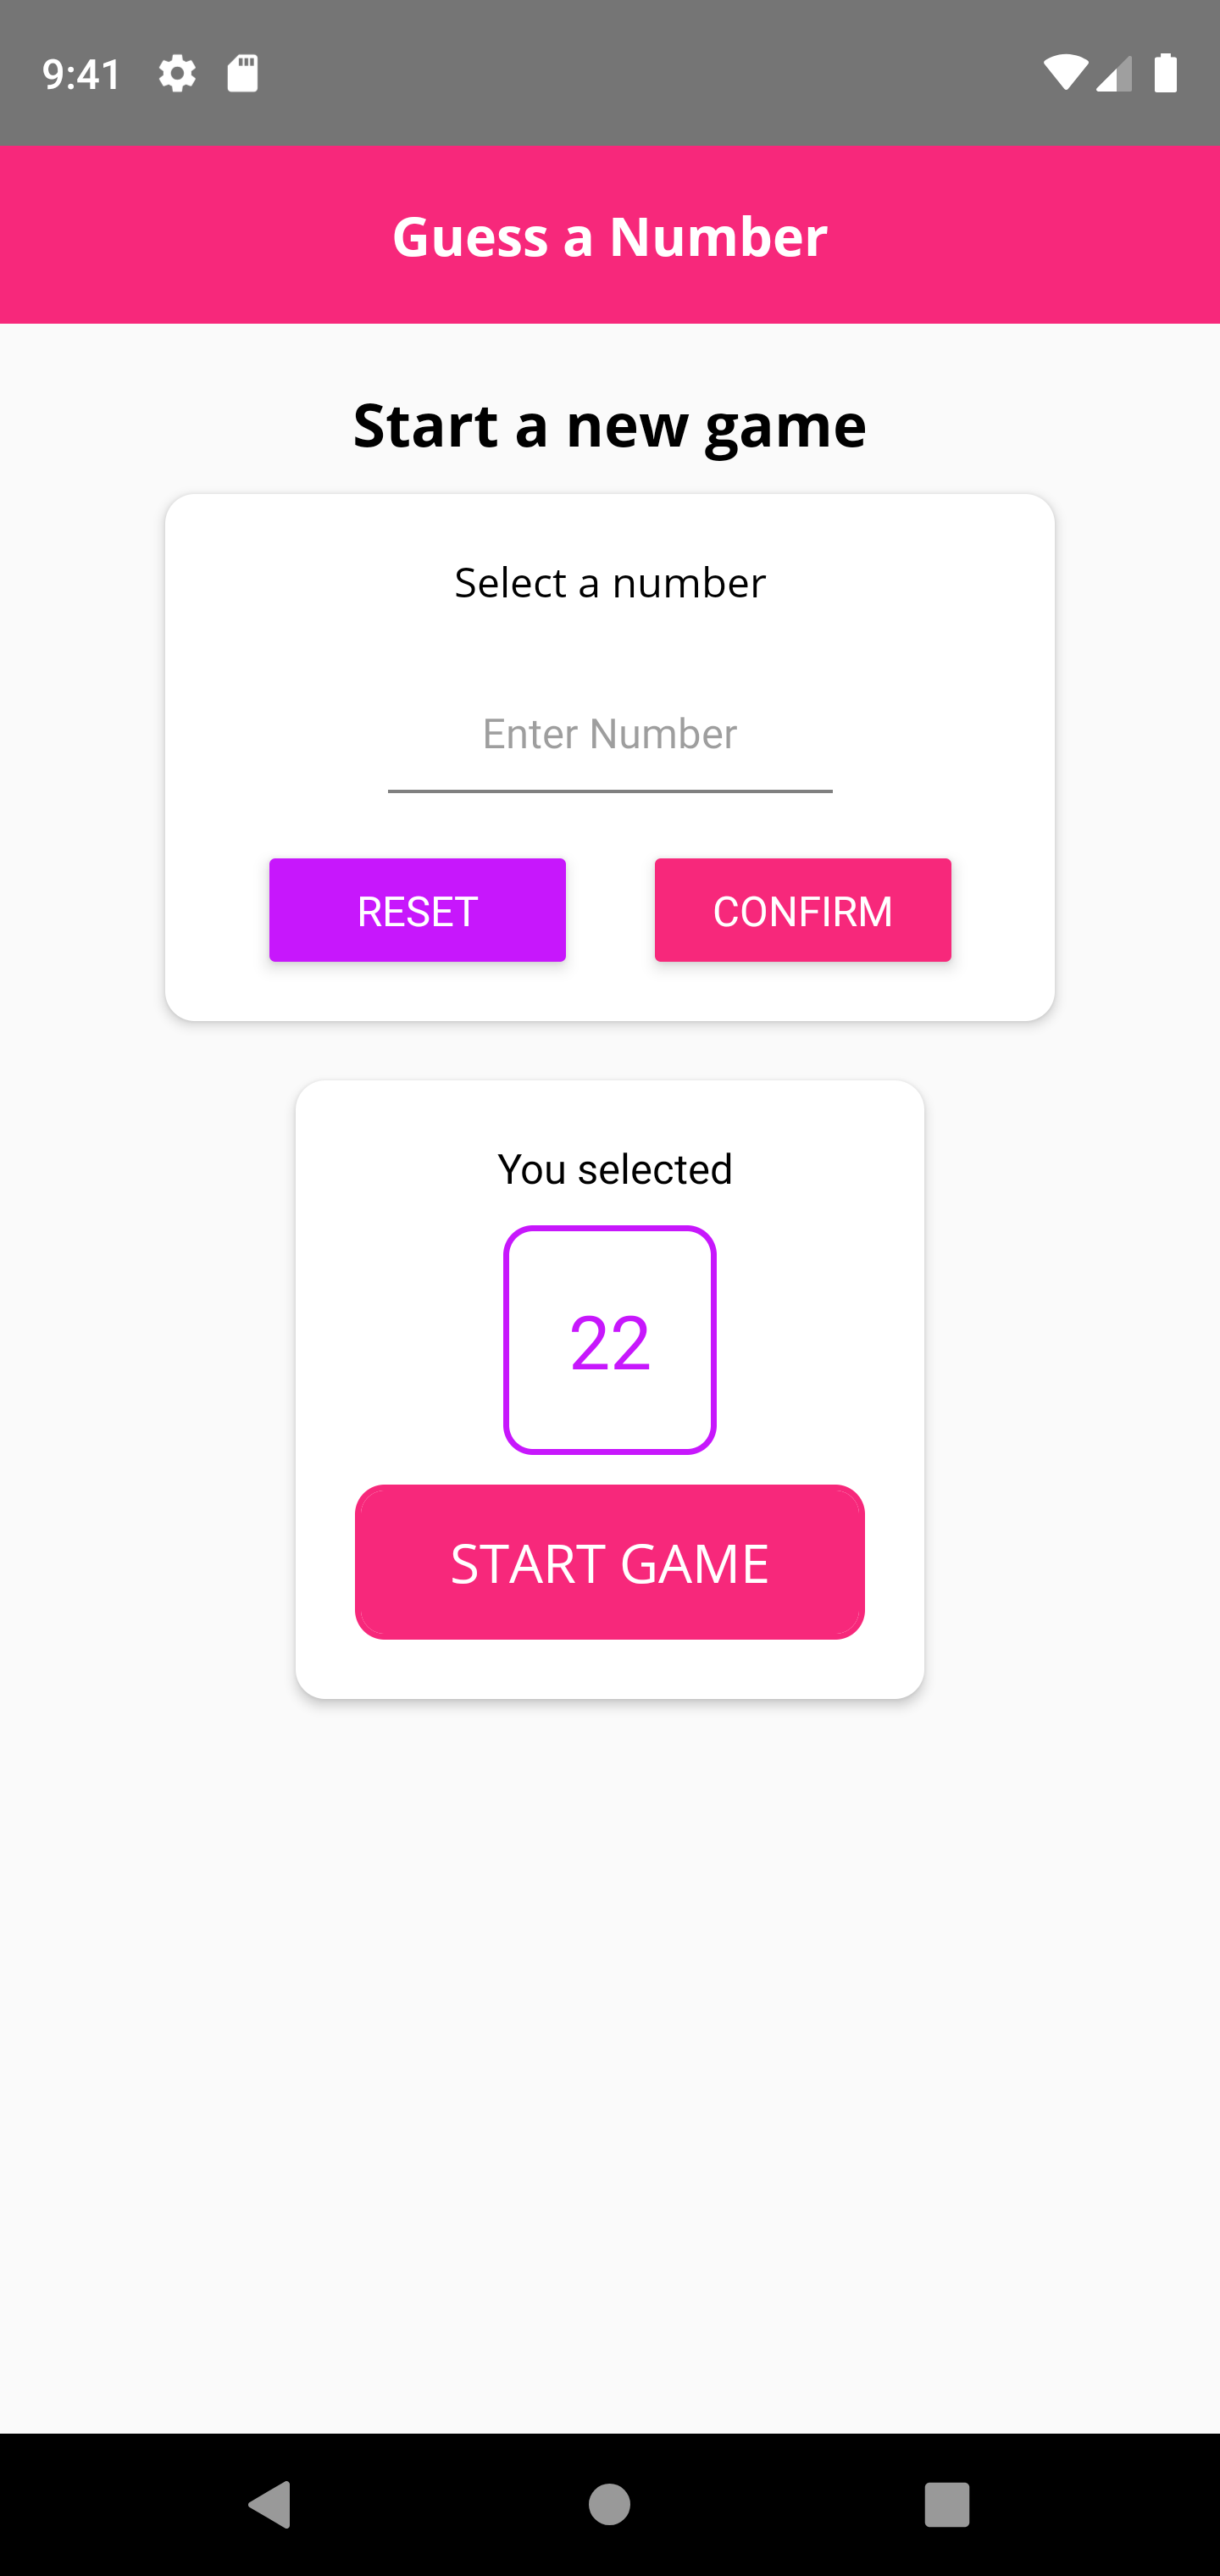 9:41
Guess a Number
Start a new game
Select a number
Enter Number
RESET CONFIRM
You selected
22
START GAME